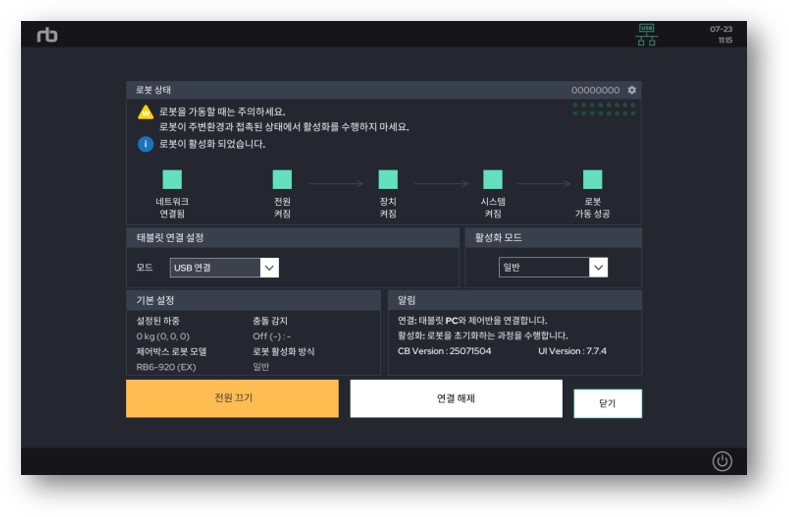 rb
USB
07-23
11:15
로봇 상태
00000000
로봇을 가동할 때는 주의하세요.
로봇이 주변환경과 접촉된 상태에서 활성화를 수행하지 마세요.
i
로봇이 활성화 되었습니다.
네트워크
연결됨
전원
켜짐
장치
켜짐
시스템
켜짐
로봇
가동 성공
태블릿 연결 설정
모드
USB 연결
활성화 모드
일반
기본 설정
설정된 하중
충돌 감지
0 kg (0, 0, 0)
Off (-) : -
제어박스 로봇 모델
로봇 활성화 방식
RB6-920 (EX)
일반
알림
연결: 태블릿 PC와 제어반을 연결합니다.
활성화: 로봇을 초기화하는 과정을 수행합니다.
CB Version : 25071504
UI Version : 7.7.4
전원 끄기
연결 해제
닫기